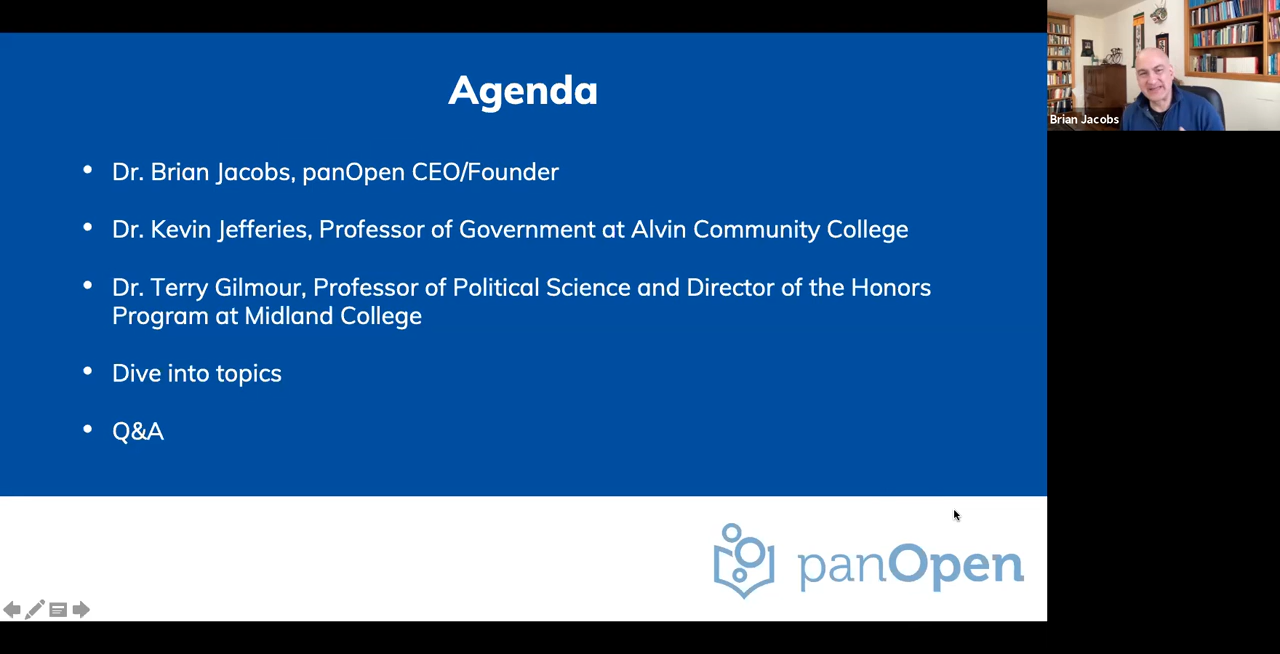 Agenda
• Dr. Brian Jacobs, panOpen CEO/Founder
• Dr. Kevin Jefferies, Professor of Government at Alvin Community College
• Dr. Terry Gilmour, Professor of Political Science and Director of the Honors
Program at Midland College
• Dive into topics
• Q&A
panOpen
Brian Jacobs